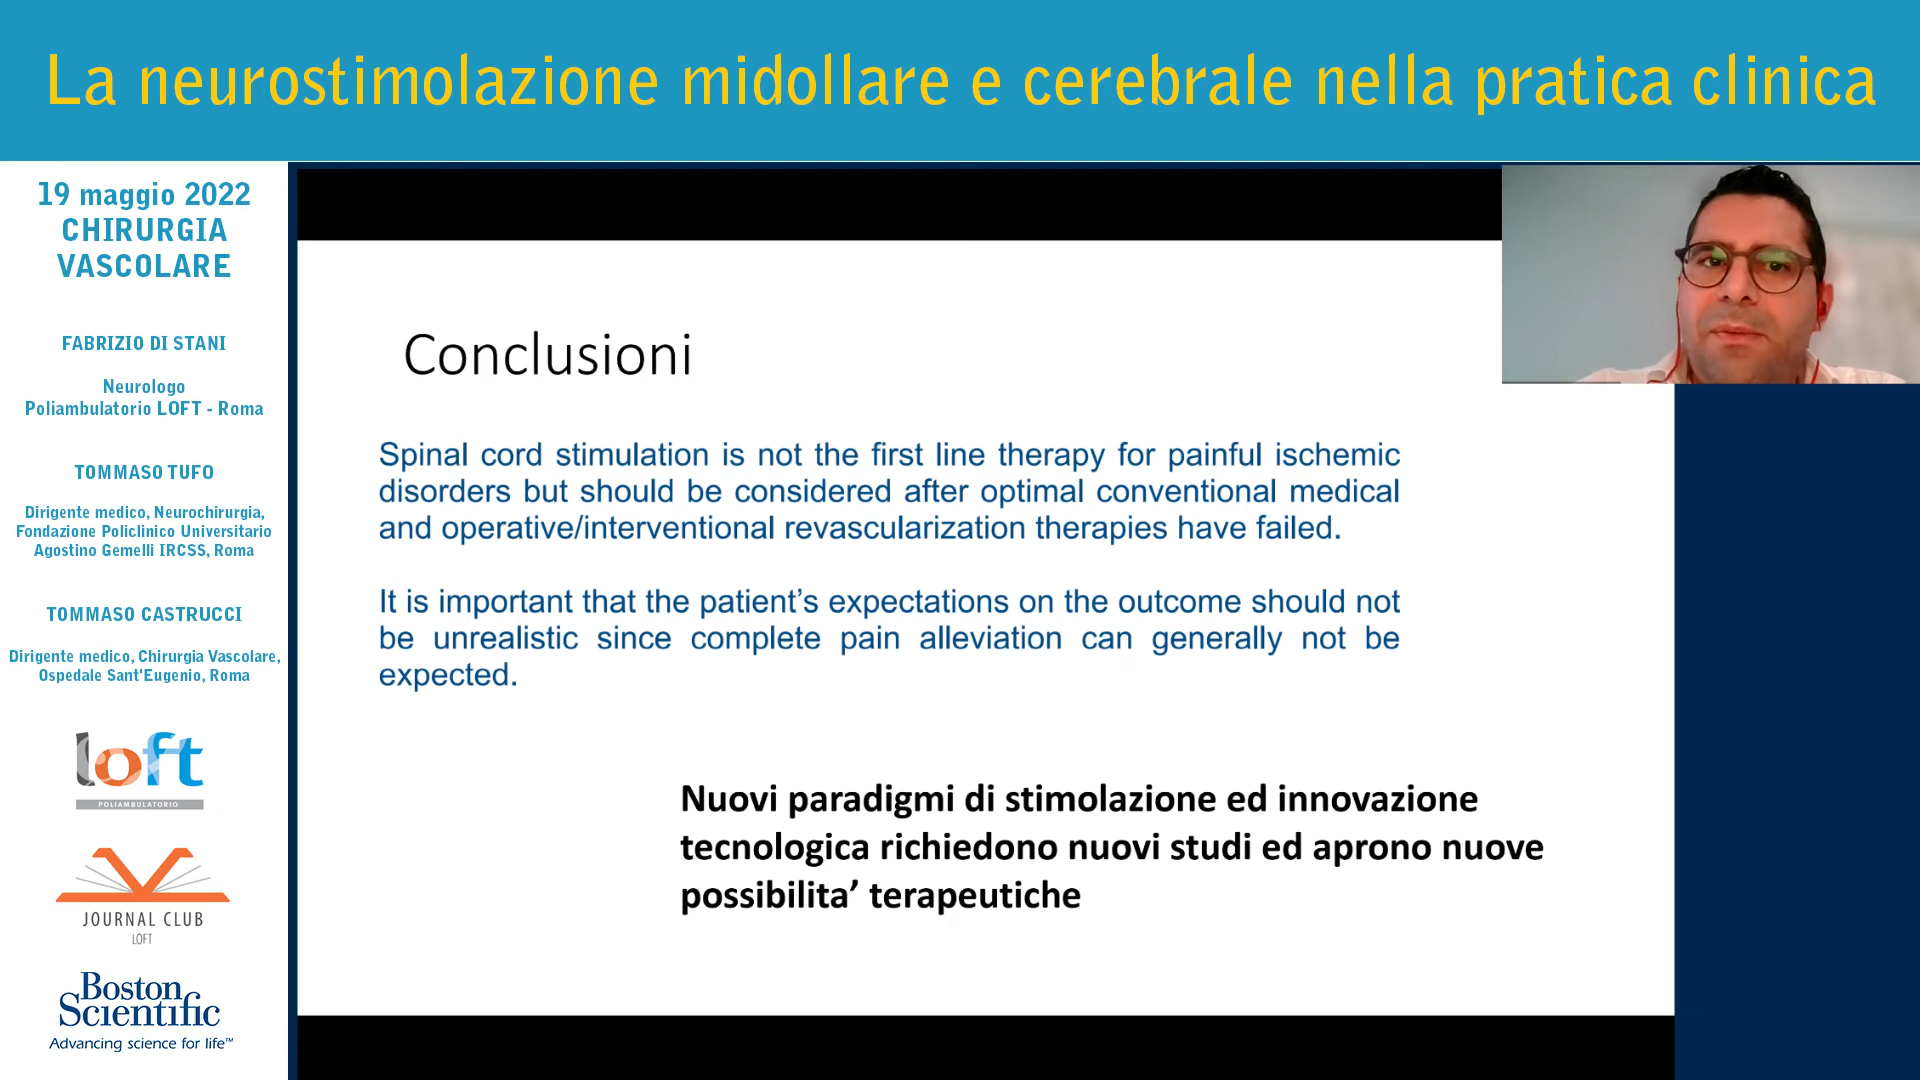 La neurostimolazione midollare e cerebrale nella pratica clinica
19 maggio 2022
CHIRURGIA
VASCOLARE
FABRIZIO DI STANI
Neurologo
Poliambulatorio LOFT - Roma
TOMMASO TUFO
Dirigente medico, Neurochirurgia,
Fondazione Policlinico Universitario
Agostino Gemelli IRCSS, Roma
TOMMASO CASTRUCCI
Dirigente medico, Chirurgia Vascolare,
Ospedale Sant'Eugenio, Roma
loft
POLIAMBULATORIO
JOURNAL CLUB
LOFT
Boston
Scientific
Advancing science for life™
Conclusioni
Spinal cord stimulation is not the first line therapy for painful ischemic
disorders but should be considered after optimal conventional medical
and operative/interventional revascularization therapies have failed.
It is important that the patient’s expectations on the outcome should not
be unrealistic since complete pain alleviation can generally not be
expected.
Nuovi paradigmi di stimolazione ed innovazione
tecnologica richiedono nuovi studi ed aprono nuove
possibilita’ terapeutiche